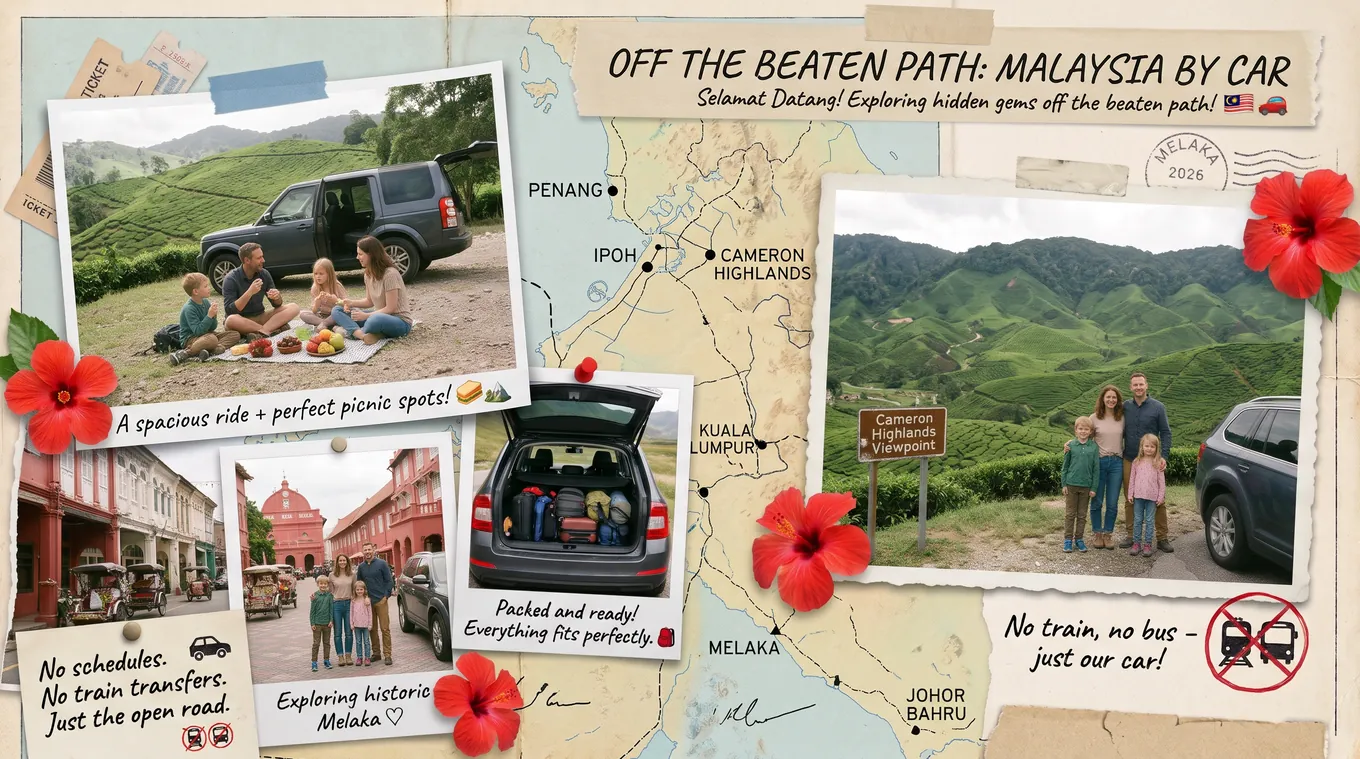 OFF THE BEATEN PATH: MALAYSIA BY CAR
Selamat Datang! Exploring hidden gems off the beaten path!
TICKET
ICKET
MELAKA
2026
PENANG
IPOH
CAMERON
HIGHLANDS
A spacious ride + perfect picnic spots!
Cameron
Highlands
Viewpoint
KUALA
LUMPUR
Packed and ready!
Everything fits perfectly.
No schedules.
No train transfers.
Just the open road.
Exploring historic
Melaka
MELAKA
JOHOR
BAHRU
No train, no bus –
just our car!